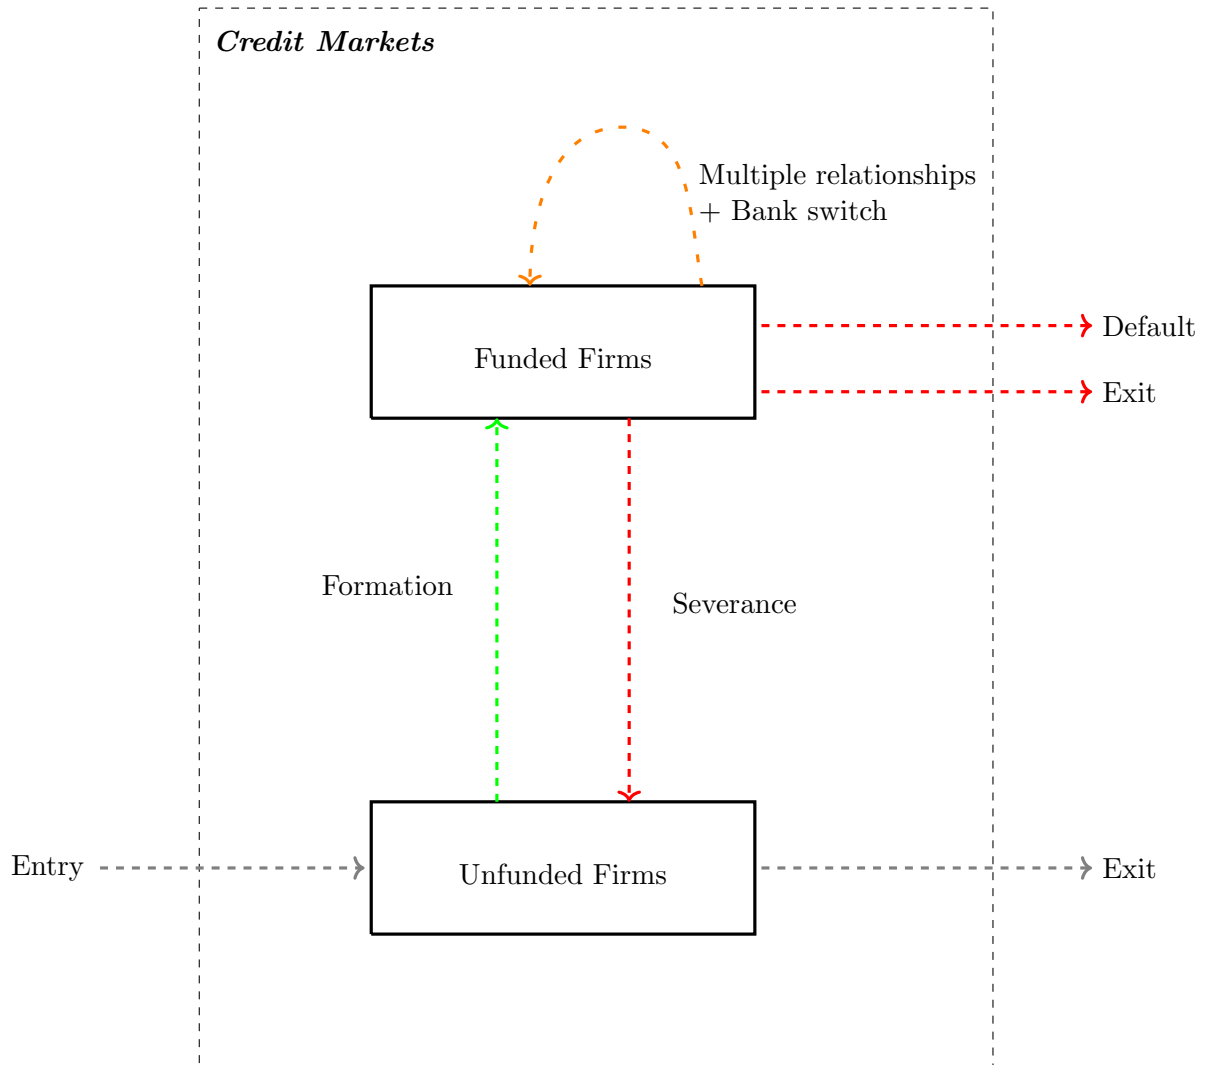 Credit Markets
Multiple relationships
+ Bank switch
Default
Funded Firms
Exit
Formation
Severance
Entry
Unfunded Firms
Exit